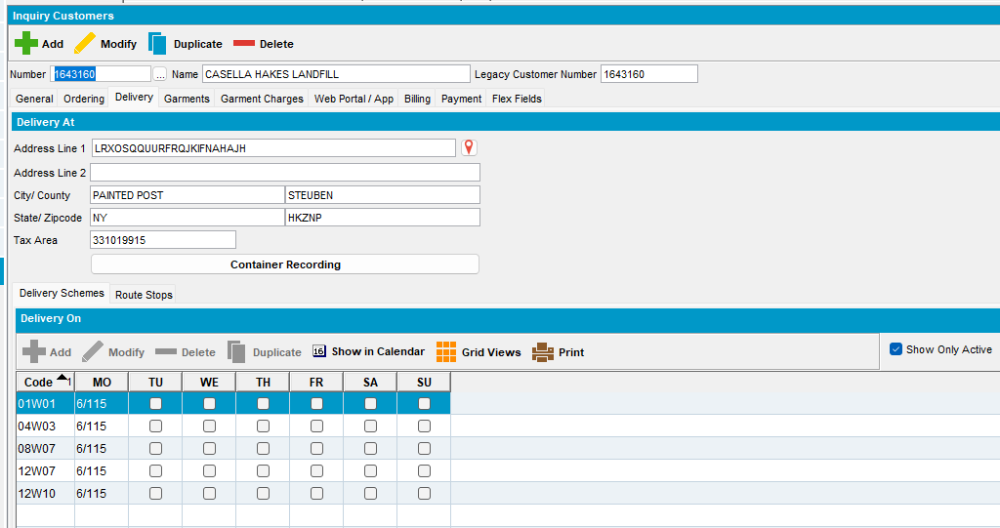 Inquiry Customers
Add Modify Duplicate Delete
Number 1643160 ... Name CASELLA HAKES LANDFILL Legacy Customer Number 1643160
General Ordering Delivery Garments Garment Charges Web Portal / App Billing Payment Flex Fields
Delivery At
Address Line 1 LRXOSQQUURFRQJKIFNAHAJH
Address Line 2
City/ County PAINTED POST STEUBEN
State/ Zipcode NY HKZNP
Tax Area 331019915
Container Recording
Delivery Schemes Route Stops
Delivery On
Add Modify Delete Duplicate 16 Show in Calendar Grid Views Print Show Only Active
Code 1 MO TU WE TH FR SA SU
01W01 6/115
04W03 6/115
08W07 6/115
12W07 6/115
12W10 6/115